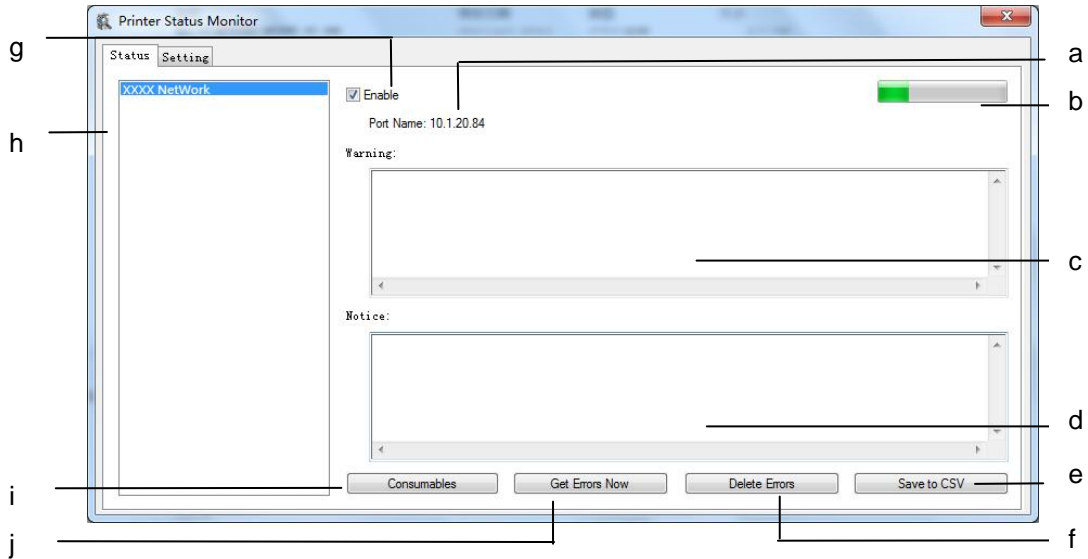 Printer Status Monitor
g
Status Setting
a
XXXX NetWork
Enable
b
Port Name: 10.1.20.84
h
Warning:
c
Notice:
d
Consumables Get Errors Now Delete Errors Save to CSV
e
i
j
f